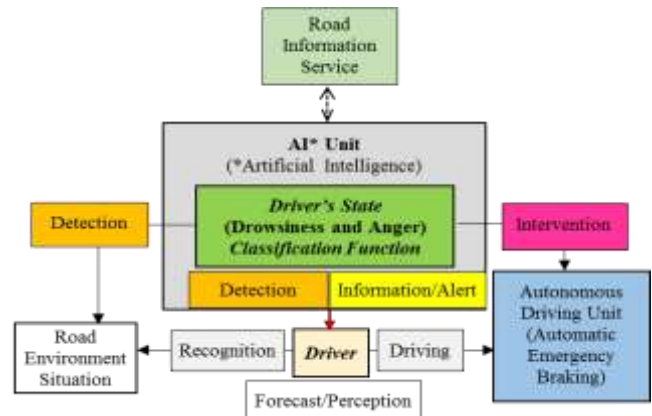 Road
Information
Service
AI* Unit
(*Artificial Intelligence)
Driver's State
(Drowsiness and Anger)
Classification Function
Detection
Intervention
Detection
Information/Alert
Autonomous
Driving Unit
(Automatic
Emergency
Braking)
Road
Environment
Situation
Recognition
Driver
Driving
Forecast/Perception